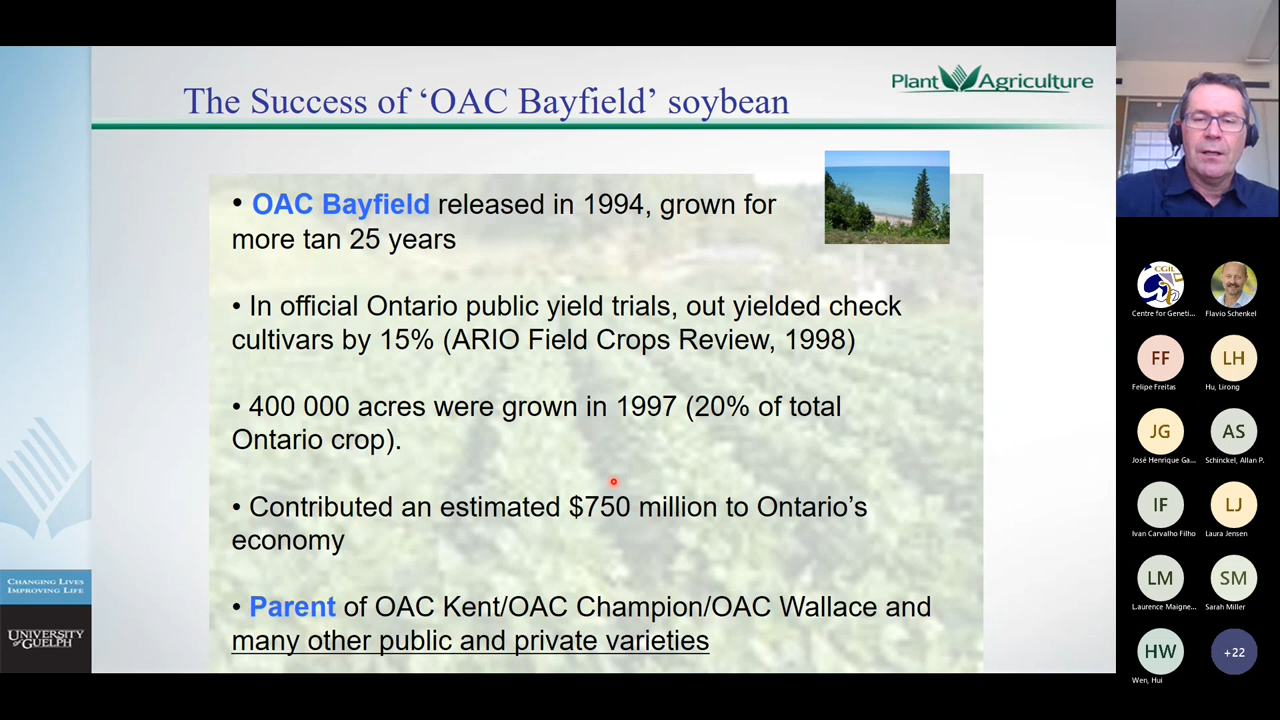 The Success of ‘OAC Bayfield’ soybean
Plant Agriculture
• OAC Bayfield released in 1994, grown for
more tan 25 years
• In official Ontario public yield trials, out yielded check
cultivars by 15% (ARIO Field Crops Review, 1998)
• 400 000 acres were grown in 1997 (20% of total
Ontario crop).
• Contributed an estimated $750 million to Ontario’s
economy
• Parent of OAC Kent/OAC Champion/OAC Wallace and
many other public and private varieties
CHANGING LIVES
IMPROVING LIFE
UNIVERSITY
of GUELPH
CGIL
Centre for Geneti...
Flavio Schenkel
FF
Felipe Freitas
LH
Hu, Lirong
JG
José Henrique Ga...
AS
Schinckel, Allan P.
IF
Ivan Carvalho Filho
LJ
Laura Jensen
LM
Laurence Maigne...
SM
Sarah Miller
HW
Wen, Hui
+22